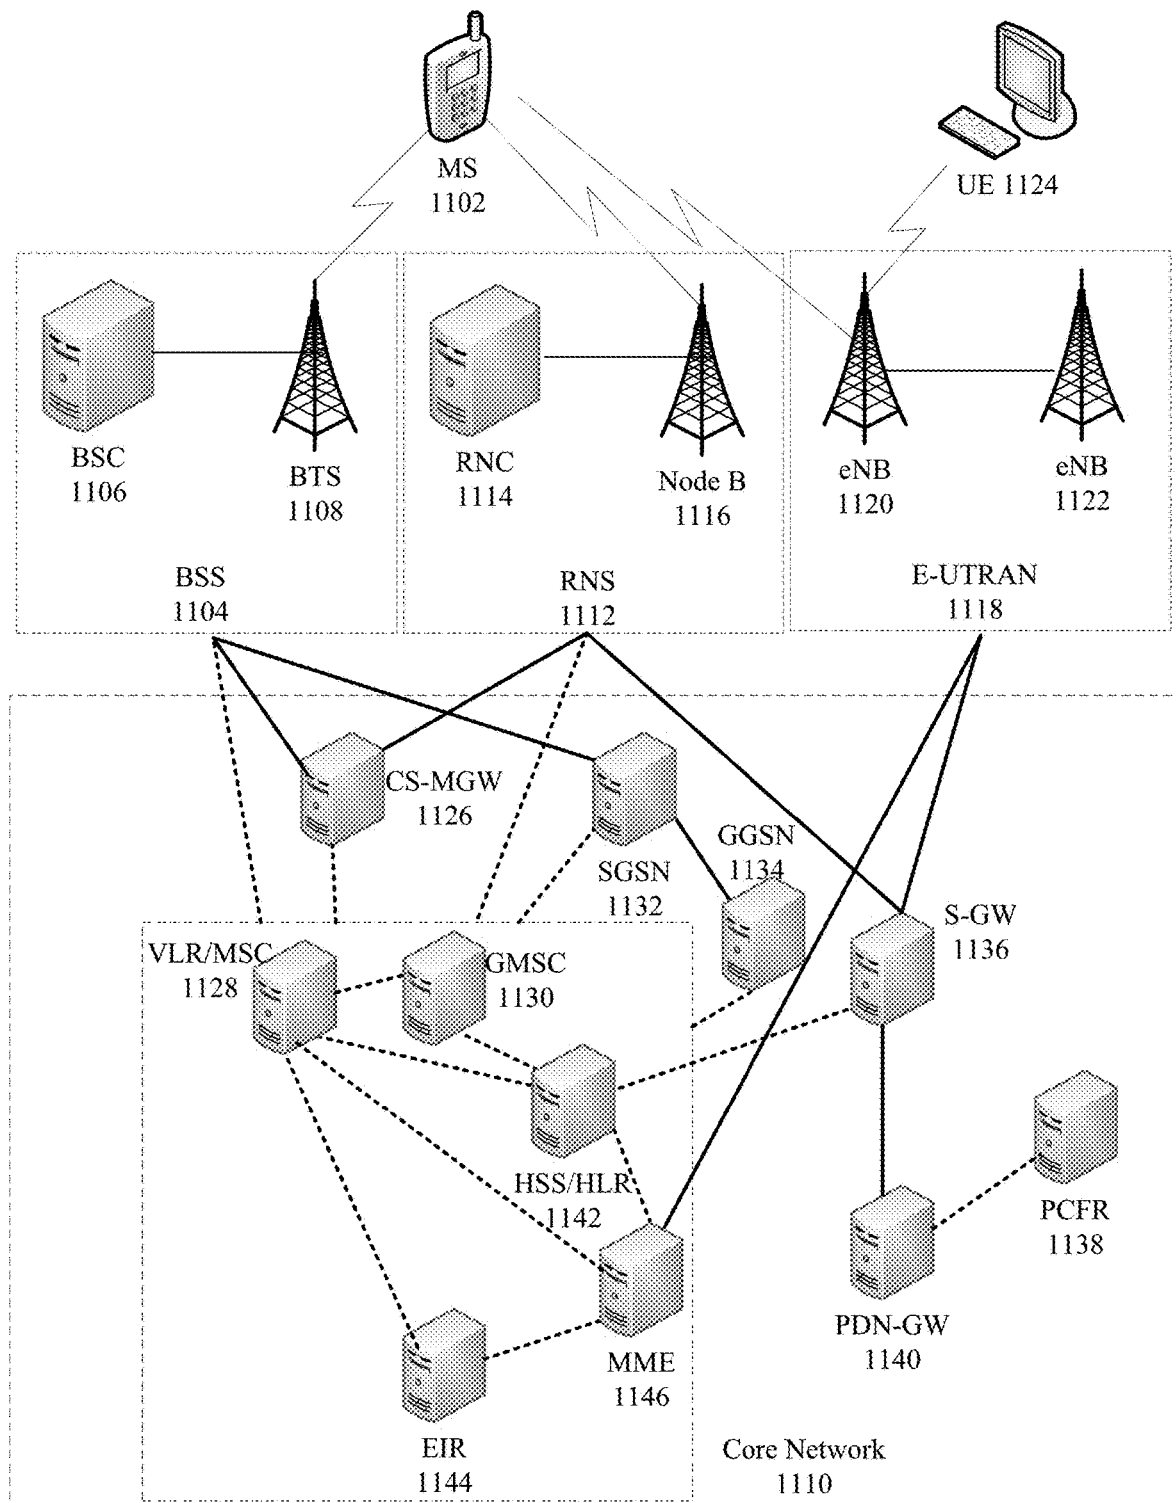 MS
1102
UE 1124
BSC
1106
BTS
1108
BSS
1104
RNC
1114
Node B
1116
RNS
1112
eNB
1120
eNB
1122
E-UTRAN
1118
CS-MGW
1126
SGSN
1132
GGSN
1134
S-GW
1136
VLR/MSC
1128
GMSC
1130
HSS/HLR
1142
PCFR
1138
PDN-GW
1140
MME
1146
EIR
1144
Core Network
1110